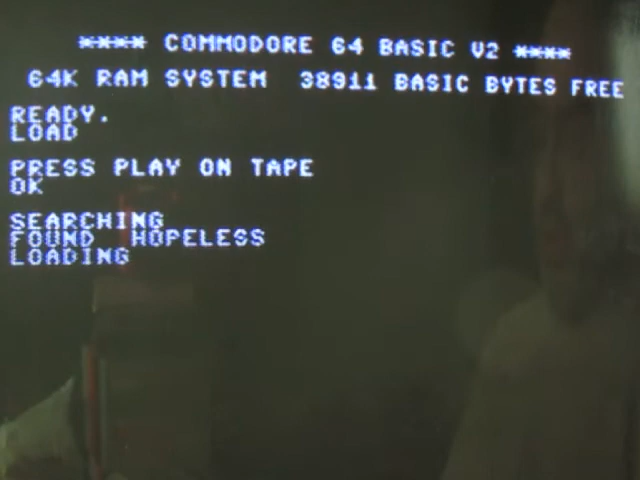 **** COMMODORE 64 BASIC V2 ****
64K RAM SYSTEM  38911 BASIC BYTES FREE
READY.
LOAD
PRESS PLAY ON TAPE
OK
SEARCHING
FOUND  HOPELESS
LOADING